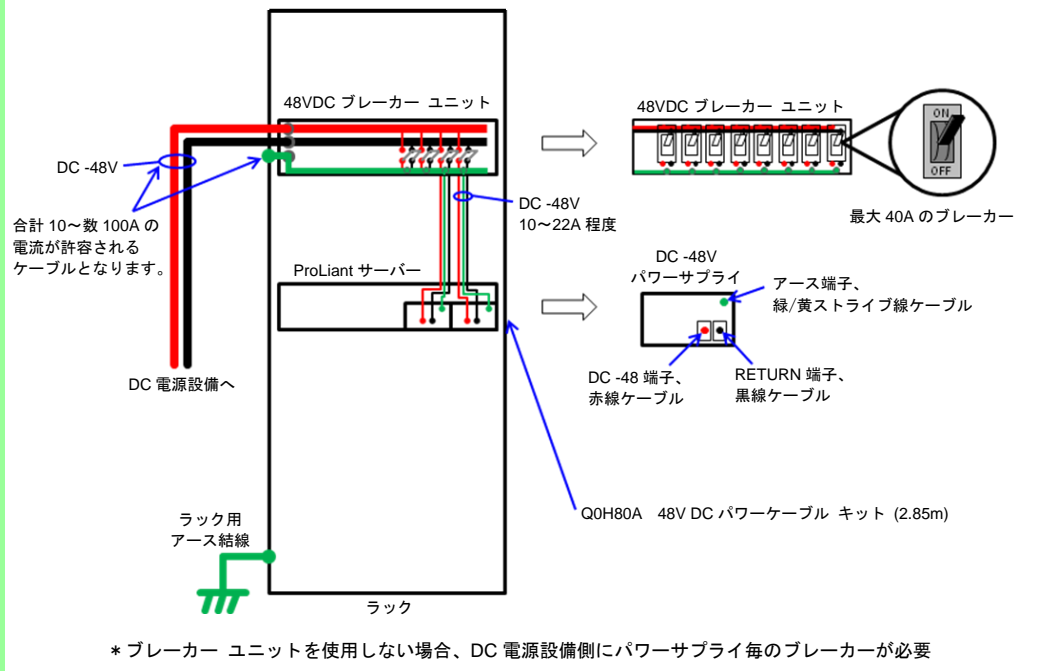 48VDC ブレーカー ユニット
48VDC ブレーカー ユニット
ON
OFF
DC -48V
最大 40A のブレーカー
合計 10～数 100A の
電流が許容される
ケーブルとなります。
DC -48V
10～22A 程度
ProLiant サーバー
DC -48V
パワーサプライ
アース端子、
緑/黄ストライプ線ケーブル
DC 電源設備へ
DC -48 端子、
赤線ケーブル
RETURN 端子、
黒線ケーブル
Q0H80A 48V DC パワーケーブル キット (2.85m)
ラック用
アース結線
ラック
* ブレーカー ユニットを使用しない場合、DC 電源設備側にパワーサプライ毎のブレーカーが必要